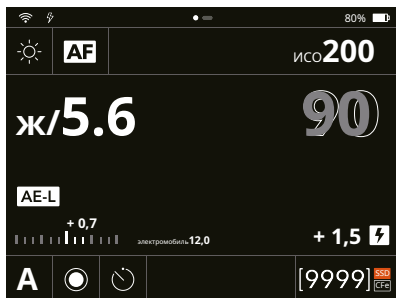 80%
AF
исо200
ж/5.6
90
AE-L
+ 0,7
электромобиль12,0
+ 1,5
A
[9999]
SSD
CFe